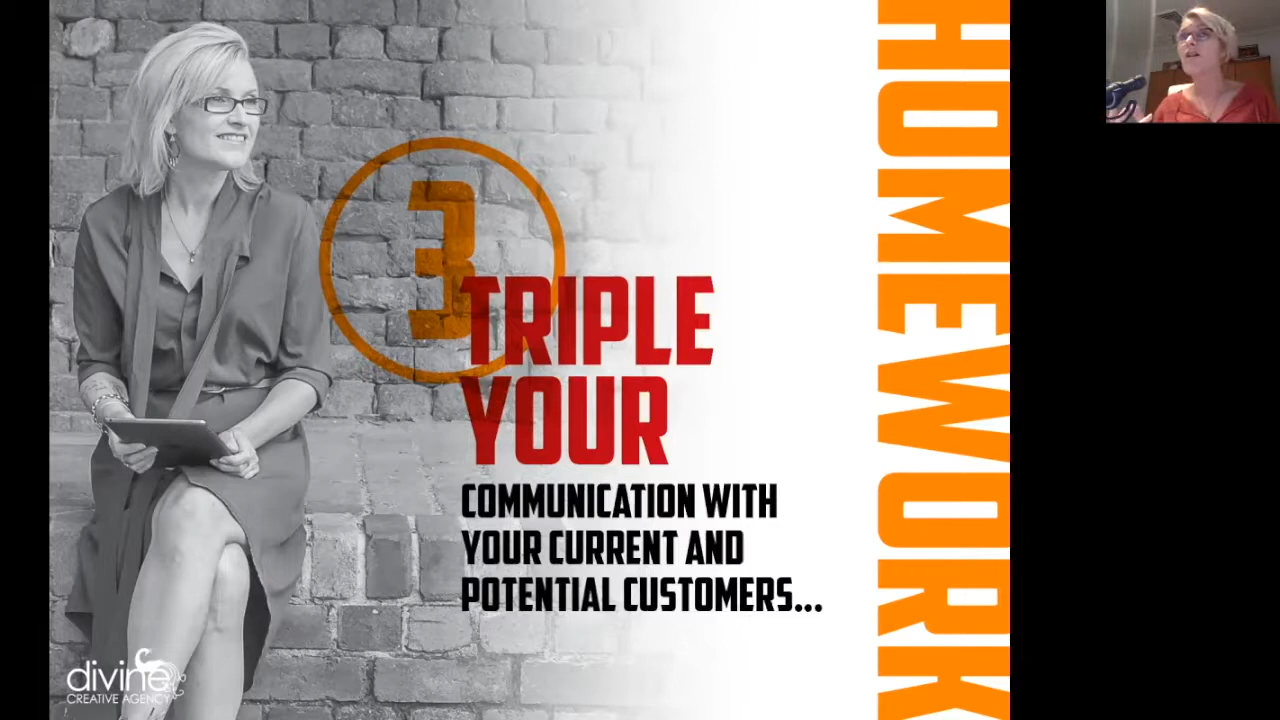 3
TRIPLE
YOUR
COMMUNICATION WITH
YOUR CURRENT AND
POTENTIAL CUSTOMERS...
HOMEWORK
divine
CREATIVE AGENCY